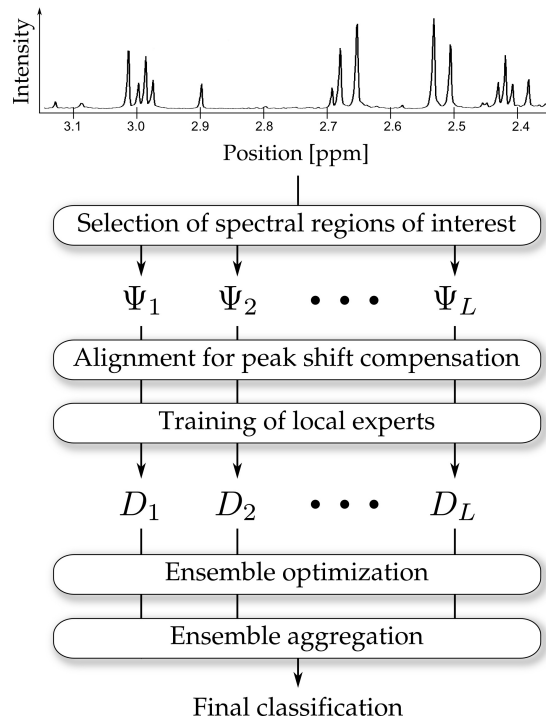 Intensity
3.1 3.0 2.9 2.8 2.7 2.6 2.5 2.4
Position [ppm]
Selection of spectral regions of interest
Ψ1 Ψ2 • • • ΨL
Alignment for peak shift compensation
Training of local experts
D1 D2 • • • DL
Ensemble optimization
Ensemble aggregation
Final classification